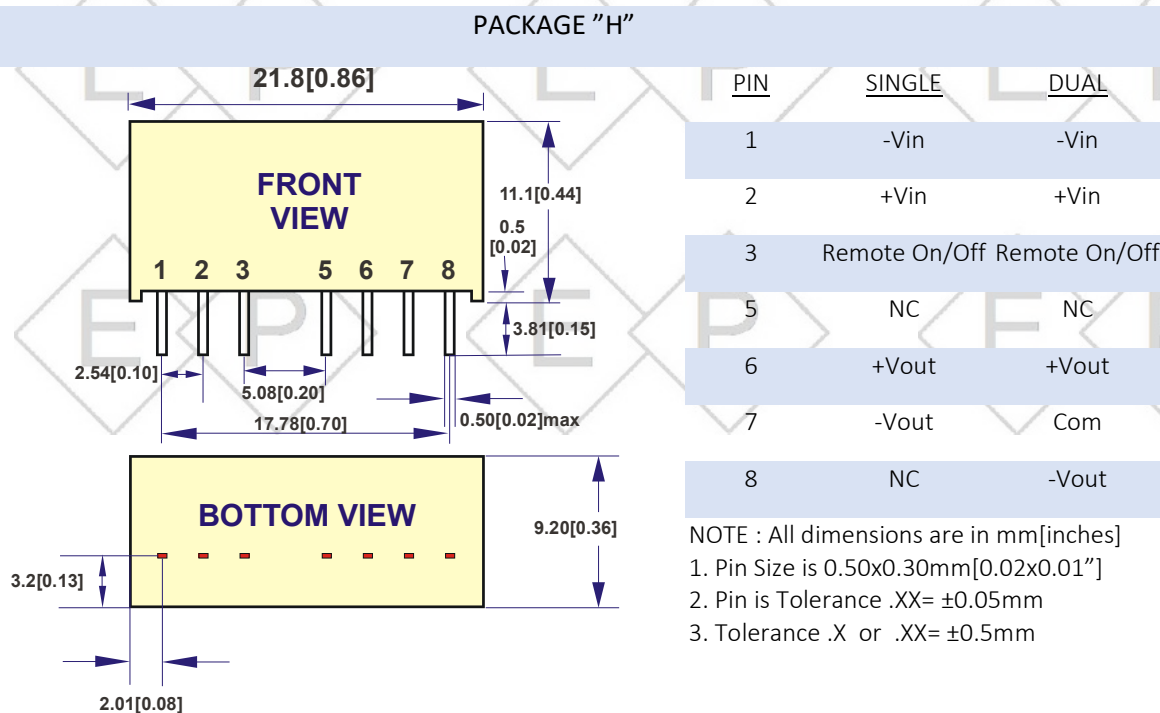 PACKAGE ”H”
21.8[0.86]
FRONT
VIEW
11.1[0.44]
0.5
[0.02]
1 2 3 5 6 7 8
3.81[0.15]
2.54[0.10]
5.08[0.20]
17.78[0.70]
0.50[0.02]max
BOTTOM VIEW
9.20[0.36]
3.2[0.13]
2.01[0.08]
PIN SINGLE DUAL
1 -Vin -Vin
2 +Vin +Vin
3 Remote On/Off Remote On/Off
5 NC NC
6 +Vout +Vout
7 -Vout Com
8 NC -Vout
NOTE : All dimensions are in mm[inches]
1. Pin Size is 0.50x0.30mm[0.02x0.01”]
2. Pin is Tolerance .XX= ±0.05mm
3. Tolerance .X or .XX= ±0.5mm